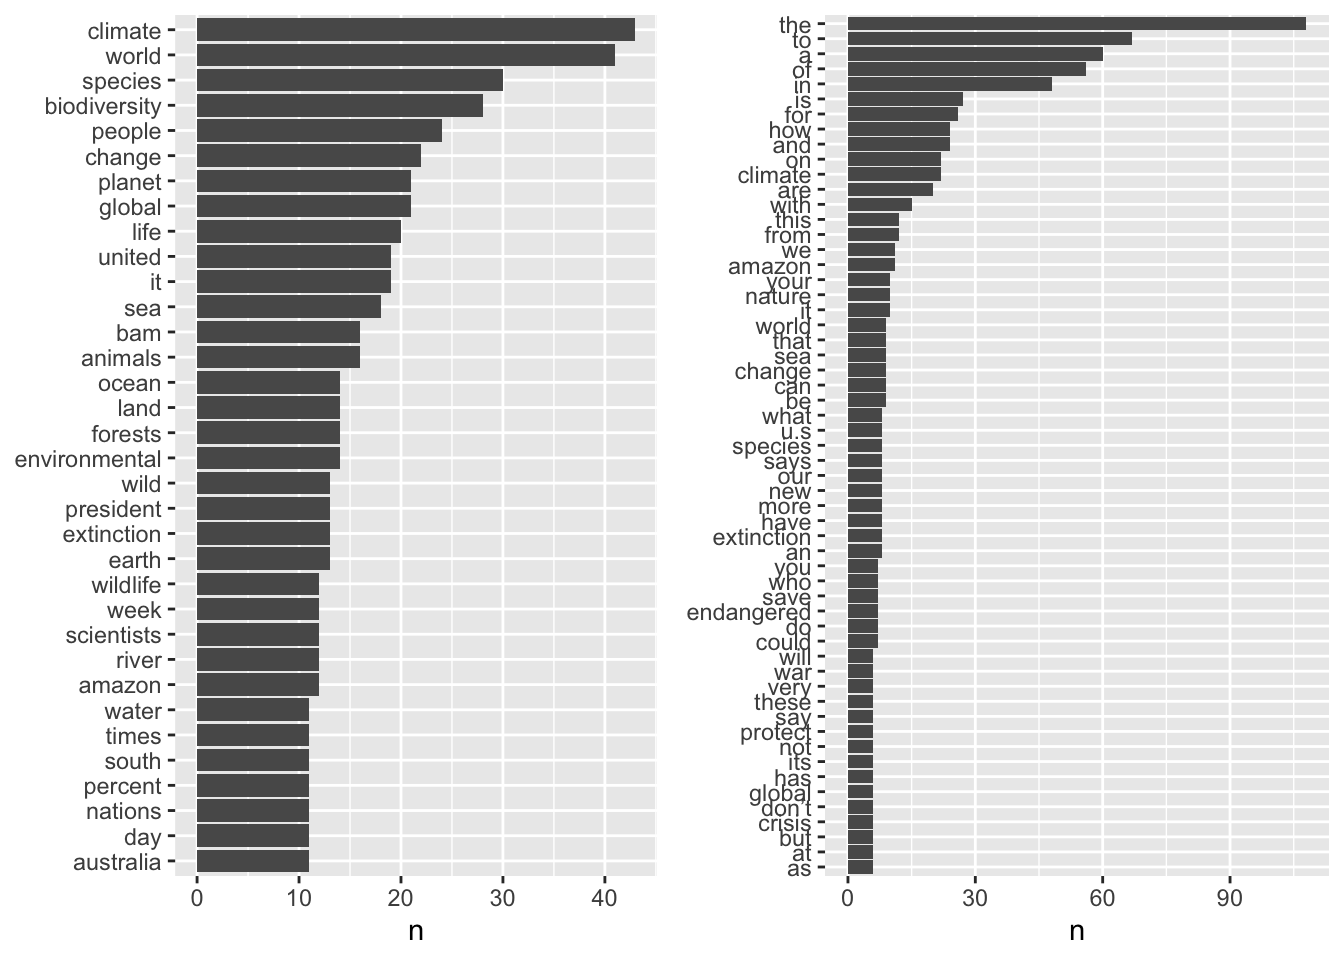 climate
world
species
biodiversity
people
change
planet
global
life
united
it
sea
bam
animals
ocean
land
forests
environmental
wild
president
extinction
earth
wildlife
week
scientists
river
amazon
water
times
south
percent
nations
day
australia
0 10 20 30 40
n
the
to
a
of
in
is
for
how
and
on
climate
are
with
this
from
we
amazon
your
nature
it
world
that
sea
change
can
be
what
u.s
species
says
our
new
more
have
extinction
an
you
who
save
endangered
do
could
will
war
very
these
say
protect
not
its
has
global
don't
crisis
but
at
as
0 30 60 90
n